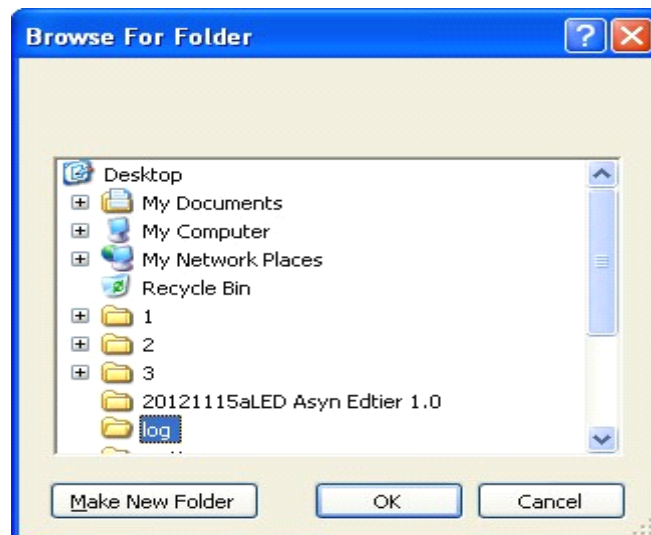 Browse For Folder
Desktop
My Documents
My Computer
My Network Places
Recycle Bin
1
2
3
20121115aLED Asyn Edtier 1.0
log
Make New Folder OK Cancel